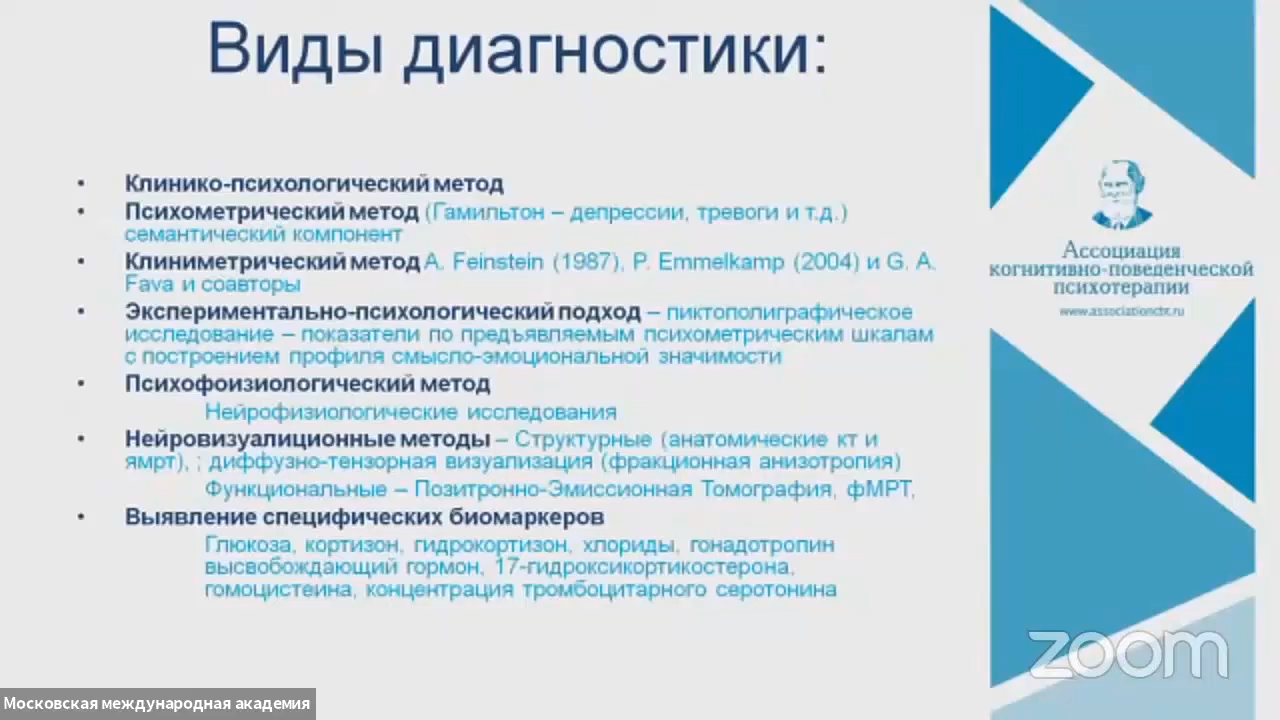 Виды диагностики:
• Клинико-психологический метод
• Психометрический метод (Гамильтон – депрессии, тревоги и т.д.)
семантический компонент
• Клиниметрический метод A. Feinstein (1987), P. Emmelkamp (2004) и G. A.
Fava и соавторы
• Экспериментально-психологический подход – пиктополиграфическое
исследование – показатели по предъявляемым психометрическим шкалам
с построением профиля смысло-эмоциональной значимости
• Психофоизиологический метод
Нейрофизиологические исследования
• Нейровизуалиционные методы – Структурные (анатомические кт и
ямрт), ; диффузно-тензорная визуализация (фракционная анизотропия)
Функциональные – Позитронно-Эмиссионная Томография, фМРТ,
• Выявление специфических биомаркеров
Глюкоза, кортизон, гидрокортизон, хлориды, гонадотропин
высвобождающий гормон, 17-гидроксикортикостерона,
гомоцистеина, концентрация тромбоцитарного серотонина
Ассоциация
когнитивно-поведенческой
психотерапии
www.associationcbt.ru
zoom
Московская международная академия